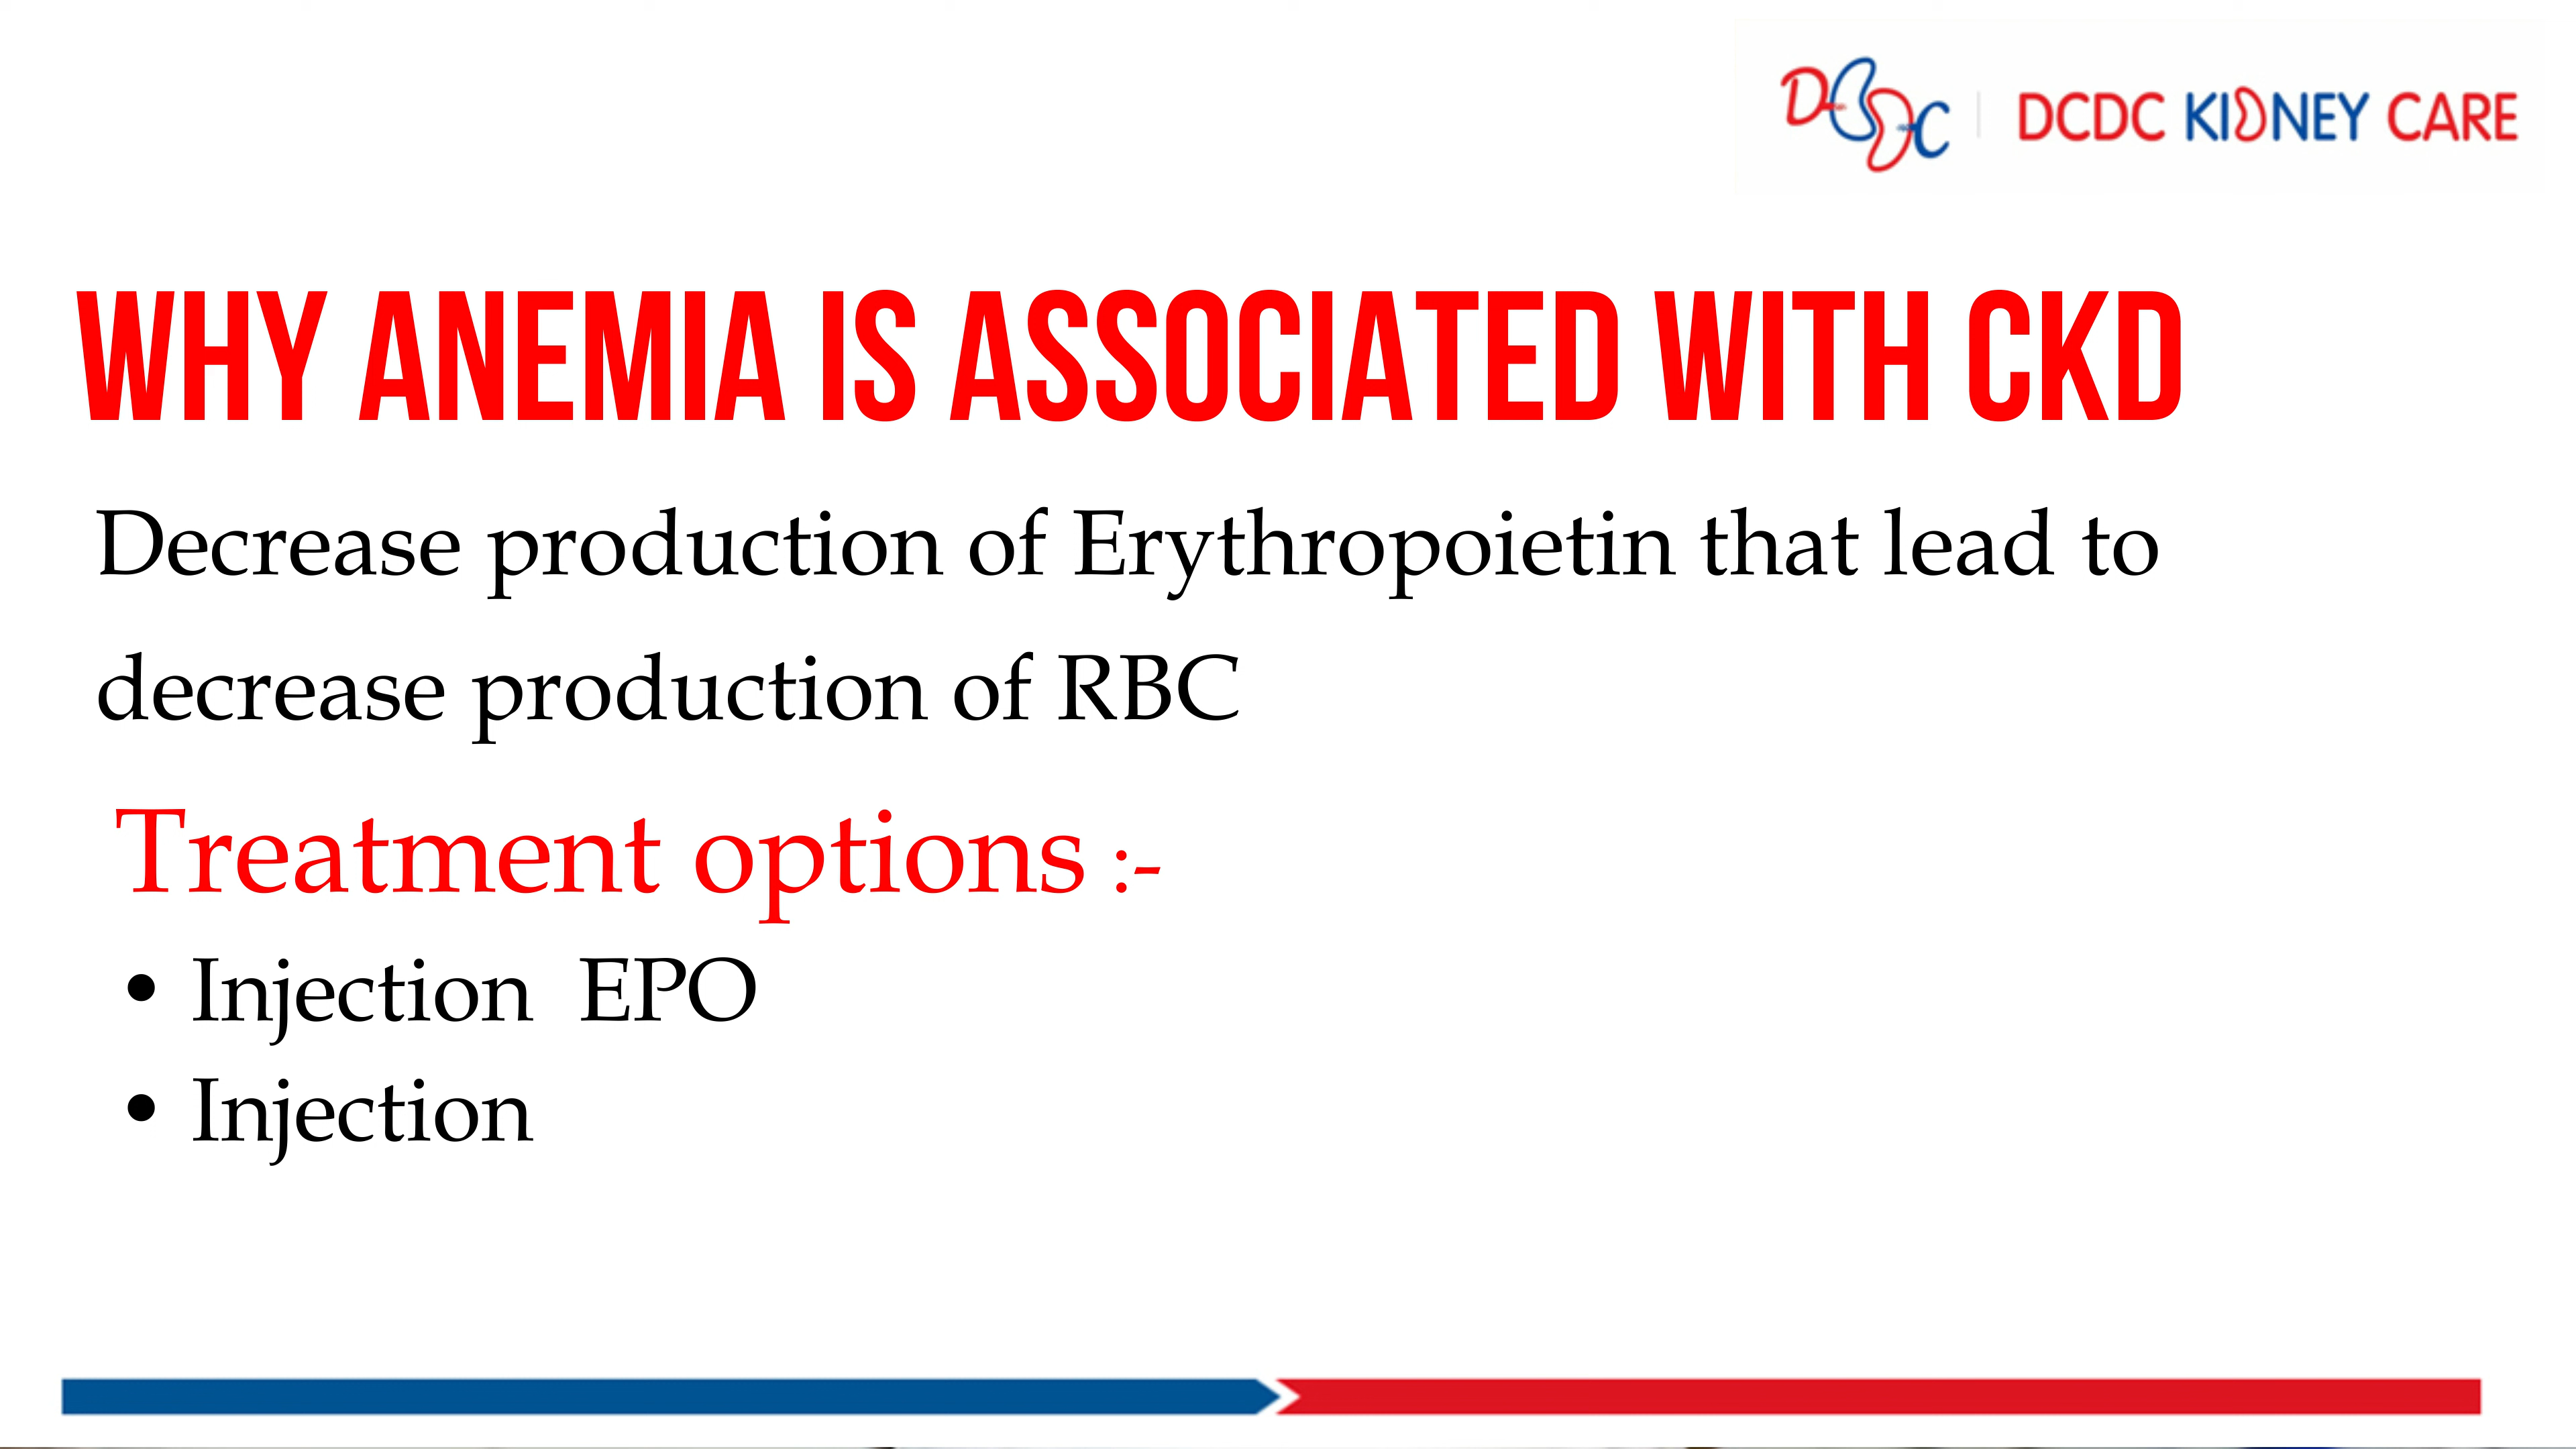 DCDC
DCDC KIDNEY CARE
WHY ANEMIA IS ASSOCIATED WITH CKD
Decrease production of Erythropoietin that lead to
decrease production of RBC
Treatment options :-
• Injection  EPO
• Injection